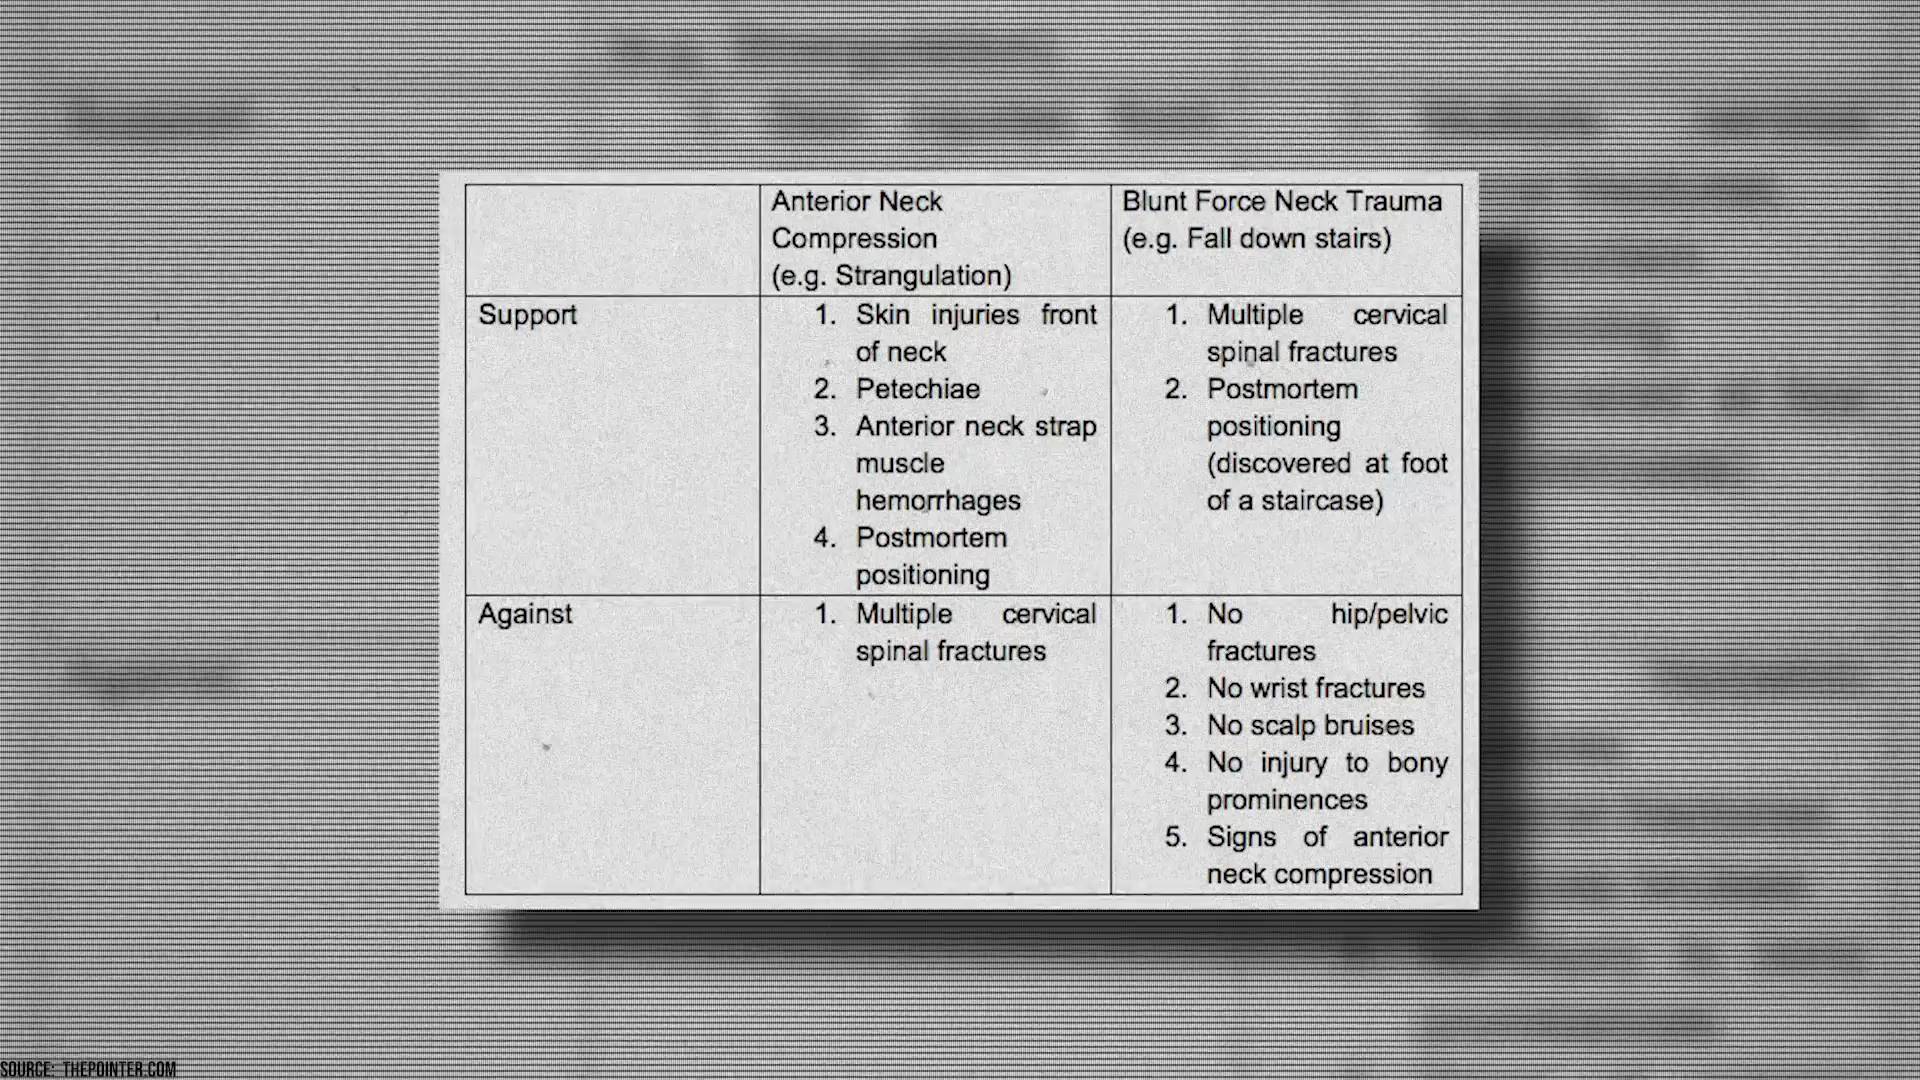 Anterior Neck
Compression
(e.g. Strangulation)
Blunt Force Neck Trauma
(e.g. Fall down stairs)
Support
1. Skin injuries front
of neck
2. Petechiae
3. Anterior neck strap
muscle
hemorrhages
4. Postmortem
positioning
1. Multiple cervical
spinal fractures
2. Postmortem
positioning
(discovered at foot
of a staircase)
Against
1. Multiple cervical
spinal fractures
1. No hip/pelvic
fractures
2. No wrist fractures
3. No scalp bruises
4. No injury to bony
prominences
5. Signs of anterior
neck compression
SOURCE: THEPOINTER.COM